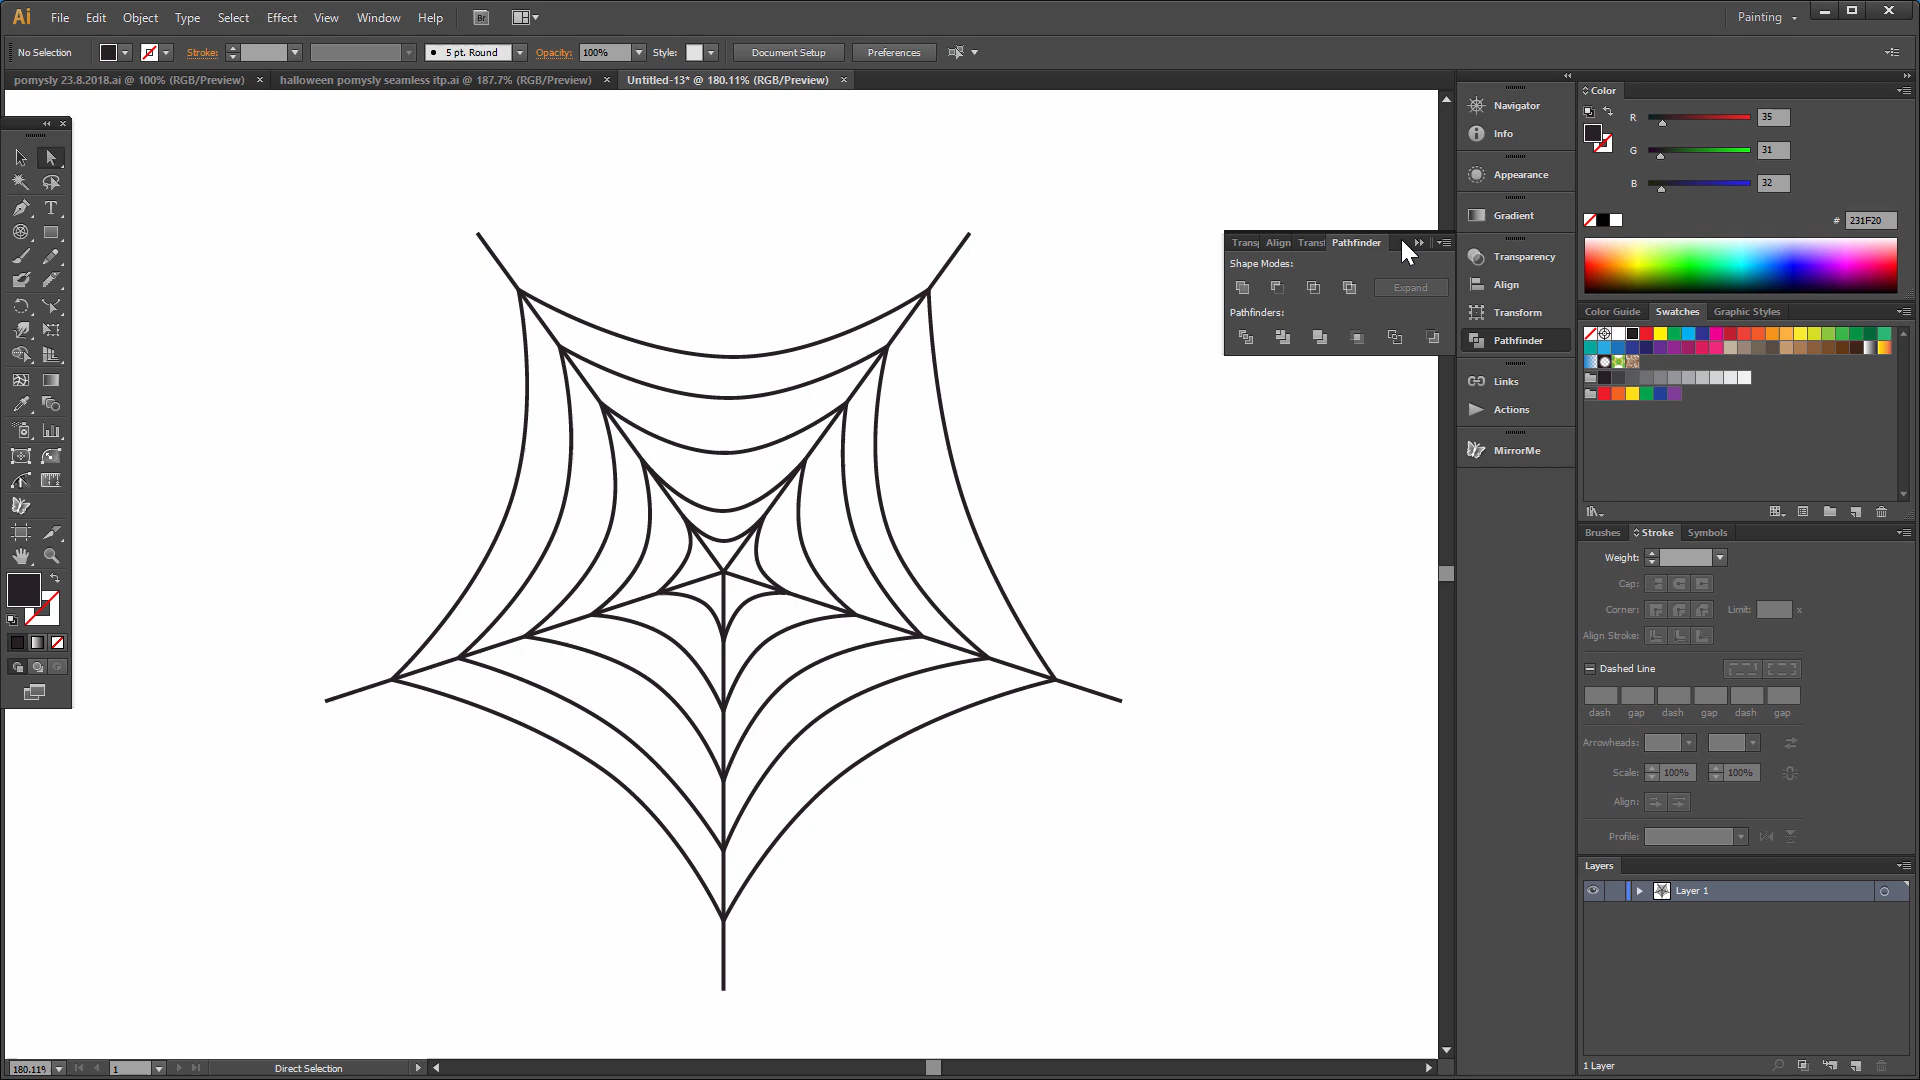 Ai File Edit Object Type Select Effect View Window Help Br Painting
No Selection Stroke: 5 pt. Round Opacity: 100% Style: Document Setup Preferences
pomysly 23.8.2018.ai @ 100% (RGB/Preview) × halloween pomysly seamless itp.ai @ 187.7% (RGB/Preview) × Untitled-13* @ 180.11% (RGB/Preview) ×
Navigator
Info
Appearance
Gradient
Transparency
Align
Transform
Pathfinder
Links
Actions
MirrorMe
Transp Align Transf Pathfinder
Shape Modes:
Expand
Pathfinders:
Color
R 35
G 31
B 32
# 231F20
Color Guide Swatches Graphic Styles
Brushes Stroke Symbols
Weight:
Cap:
Corner: Limit: x
Align Stroke:
Dashed Line
dash gap dash gap dash gap
Arrowheads:
Scale: 100% 100%
Align:
Profile:
Layers
Layer 1
1 Layer
180.11% 1 Direct Selection